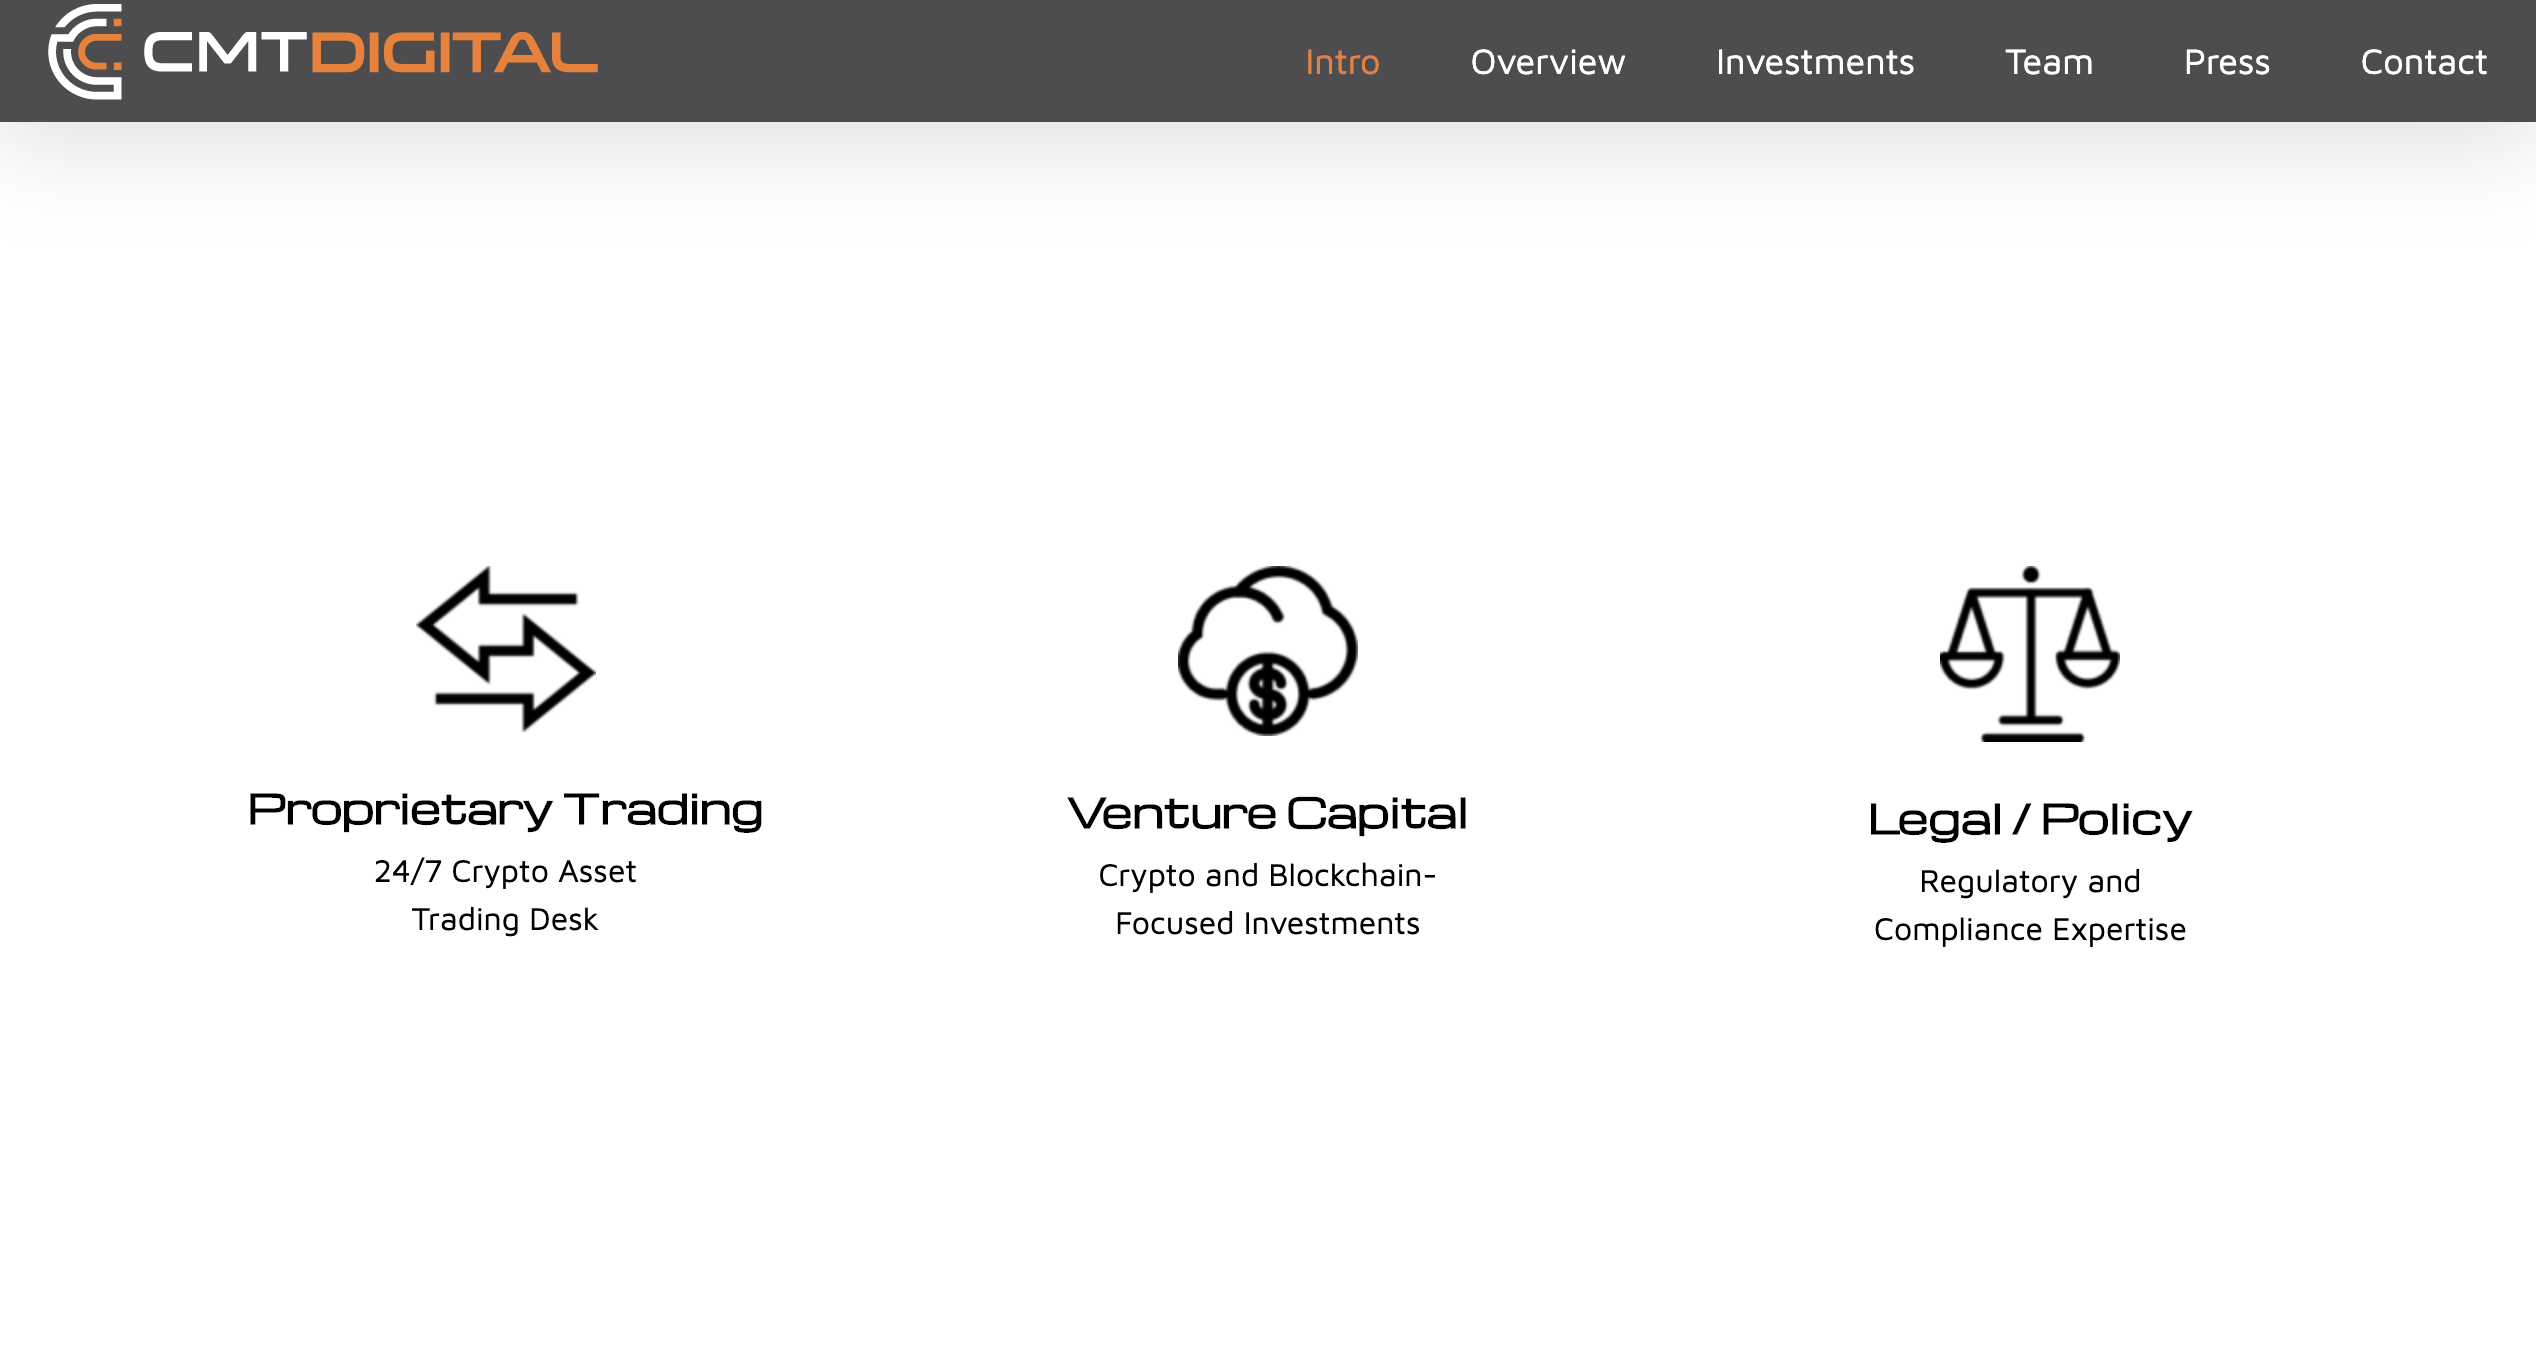 CMTDIGITAL
Intro Overview Investments Team Press Contact
Proprietary Trading
24/7 Crypto Asset
Trading Desk
Venture Capital
Crypto and Blockchain-
Focused Investments
Legal / Policy
Regulatory and
Compliance Expertise